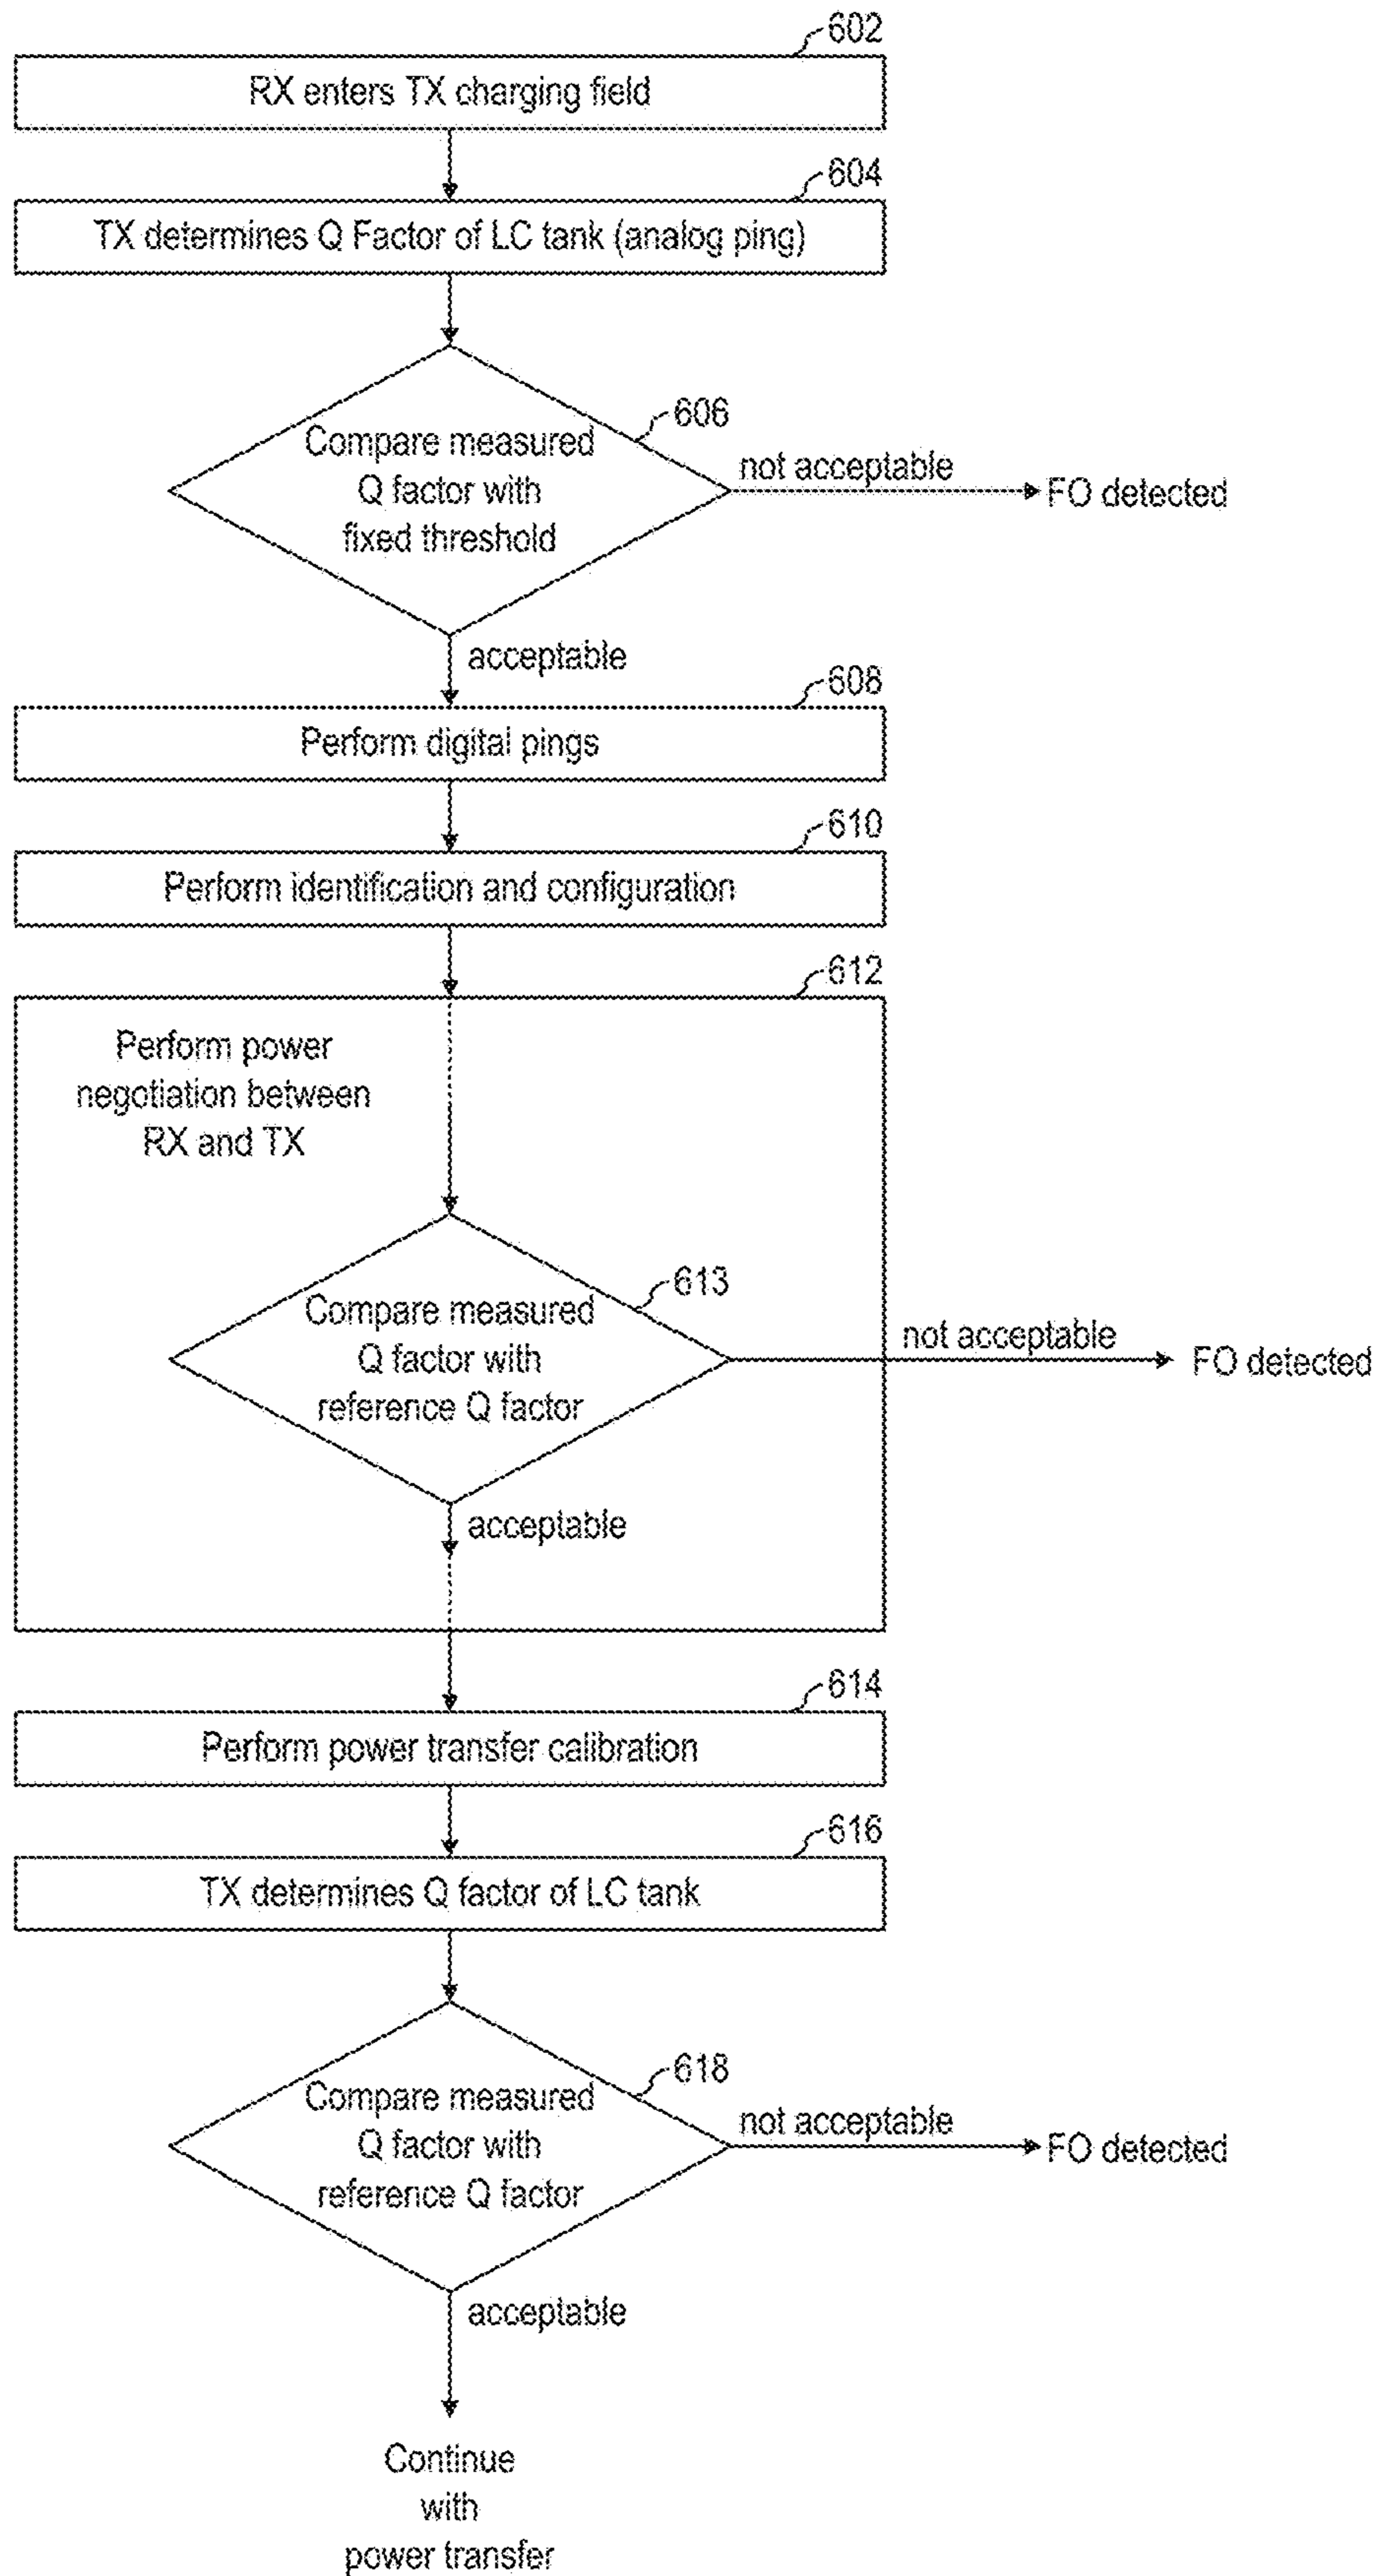 602
RX enters TX charging field
604
TX determines Q Factor of LC tank (analog ping)
606
Compare measured
Q factor with
fixed threshold
not acceptable
FO detected
acceptable
608
Perform digital pings
610
Perform identification and configuration
612
Perform power
negotiation between
RX and TX
613
Compare measured
Q factor with
reference Q factor
not acceptable
FO detected
acceptable
614
Perform power transfer calibration
616
TX determines Q factor of LC tank
618
Compare measured
Q factor with
reference Q factor
not acceptable
FO detected
acceptable
Continue
with
power transfer